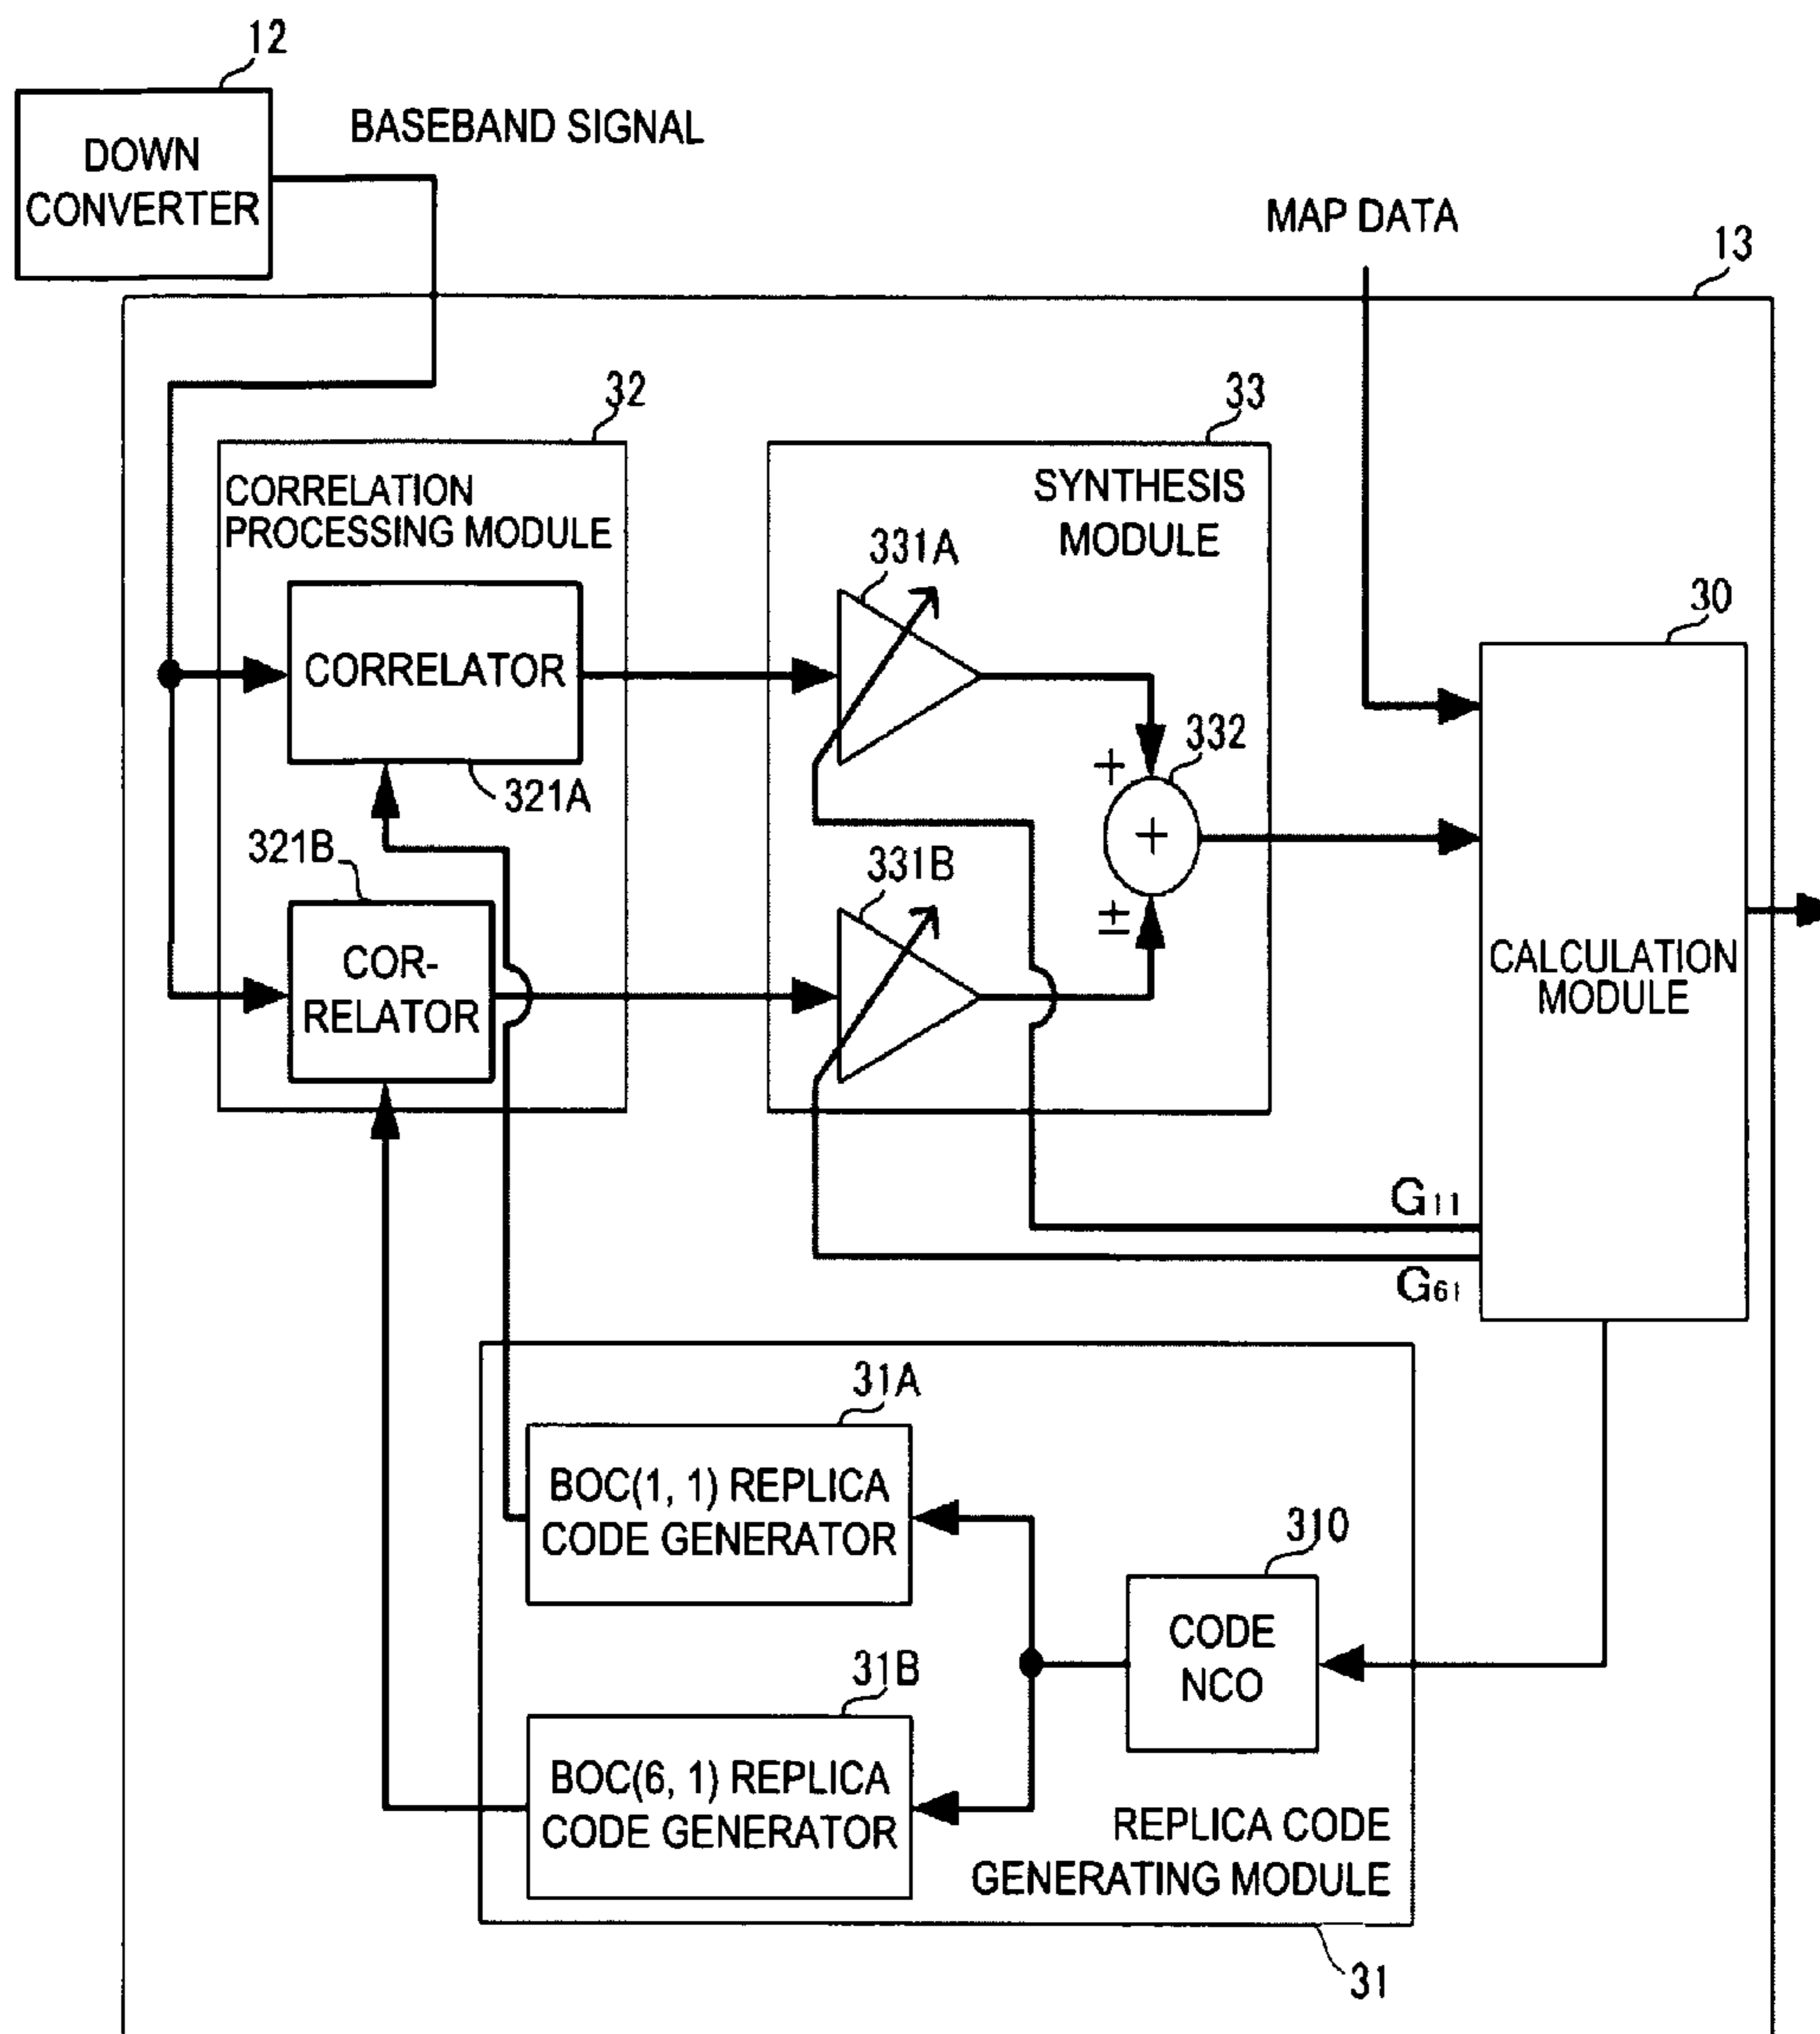 12
DOWN
CONVERTER
BASEBAND SIGNAL
MAP DATA
13
32
CORRELATION
PROCESSING MODULE
CORRELATOR
321A
321B
COR-
RELATOR
33
SYNTHESIS
MODULE
331A
332
+
+
±
331B
30
CALCULATION
MODULE
G11
G61
31A
BOC(1, 1) REPLICA
CODE GENERATOR
310
CODE
NCO
31B
BOC(6, 1) REPLICA
CODE GENERATOR
REPLICA CODE
GENERATING MODULE
31